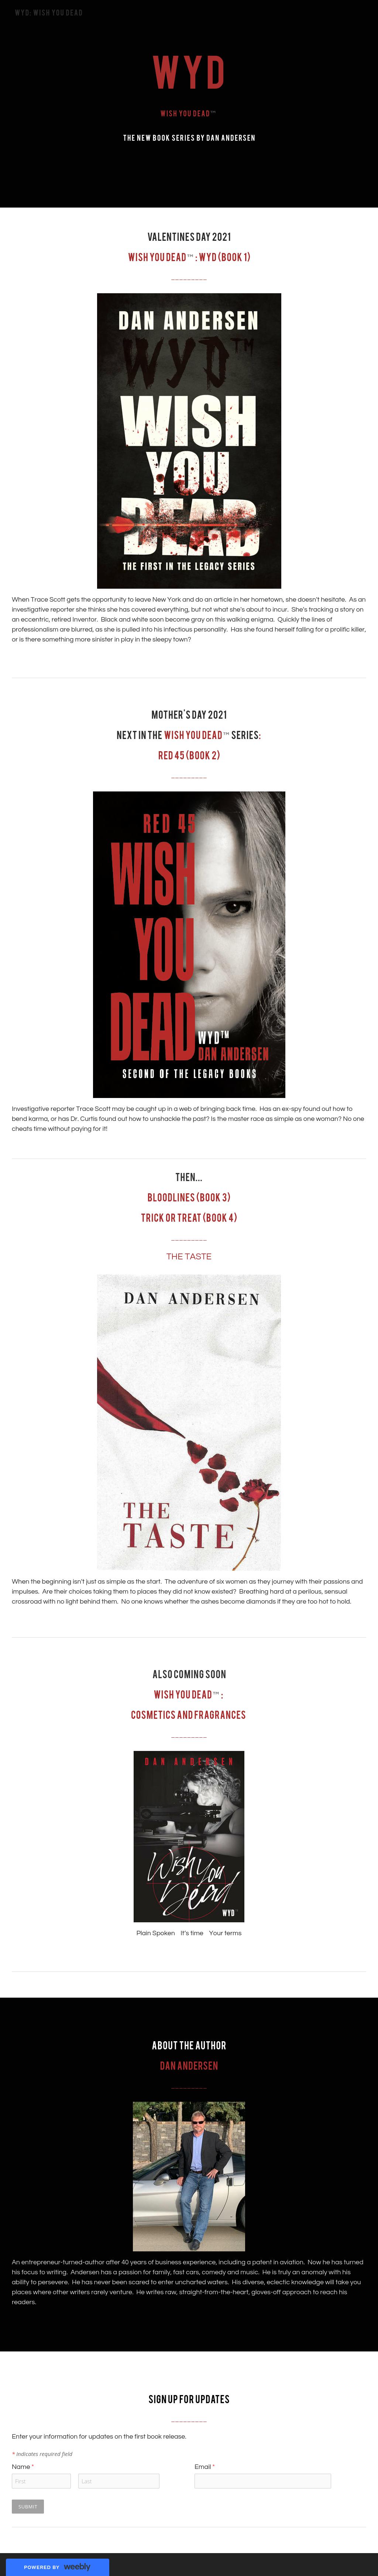 WYD: WISH YOU DEAD
WYD
WISH YOU DEAD™
THE NEW BOOK SERIES BY DAN ANDERSEN
VALENTINES DAY 2021
WISH YOU DEAD™ : WYD (BOOK 1)
__________
DAN ANDERSEN
WYD™
WISH
YOU
DEAD
THE FIRST IN THE LEGACY SERIES
When Trace Scott gets the opportunity to leave New York and do an article in her hometown, she doesn't hesitate.  As an
investigative reporter she thinks she has covered everything, but not what she's about to incur.  She's tracking a story on
an eccentric, retired Inventor.  Black and white soon become gray on this walking enigma.  Quickly the lines of
professionalism are blurred, as she is pulled into his infectious personality.  Has she found herself falling for a prolific killer,
or is there something more sinister in play in the sleepy town?
MOTHER'S DAY 2021
NEXT IN THE WISH YOU DEAD™ SERIES:
RED 45 (BOOK 2)
__________
RED 45
WISH
YOU
DEAD
WYD™
DAN ANDERSEN
SECOND OF THE LEGACY BOOKS
Investigative reporter Trace Scott may be caught up in a web of bringing back time.  Has an ex-spy found out how to
bend karma, or has Dr. Curtis found out how to unshackle the past? Is the master race as simple as one woman? No one
cheats time without paying for it!
THEN...
BLOODLINES (BOOK 3)
TRICK OR TREAT (BOOK 4)
__________
THE TASTE
DAN ANDERSEN
THE
TASTE
When the beginning isn't just as simple as the start.  The adventure of six women as they journey with their passions and
impulses.  Are their choices taking them to places they did not know existed?  Breathing hard at a perilous, sensual
crossroad with no light behind them.  No one knows whether the ashes become diamonds if they are too hot to hold.
ALSO COMING SOON
WISH YOU DEAD™ :
COSMETICS AND FRAGRANCES
__________
DAN ANDERSEN
Wish You
Dead
WYD
Plain Spoken   It's time   Your terms
ABOUT THE AUTHOR
DAN ANDERSEN
__________
An entrepreneur-turned-author after 40 years of business experience, including a patent in aviation.  Now he has turned
his focus to writing.  Andersen has a passion for family, fast cars, comedy and music.  He is truly an anomaly with his
ability to persevere.  He has never been scared to enter uncharted waters.  His diverse, eclectic knowledge will take you
places where other writers rarely venture.  He writes raw, straight-from-the-heart, gloves-off approach to reach his
readers.
SIGN UP FOR UPDATES
__________
Enter your information for updates on the first book release.
* Indicates required field
Name *   Email *
First   Last
SUBMIT
POWERED BY weebly